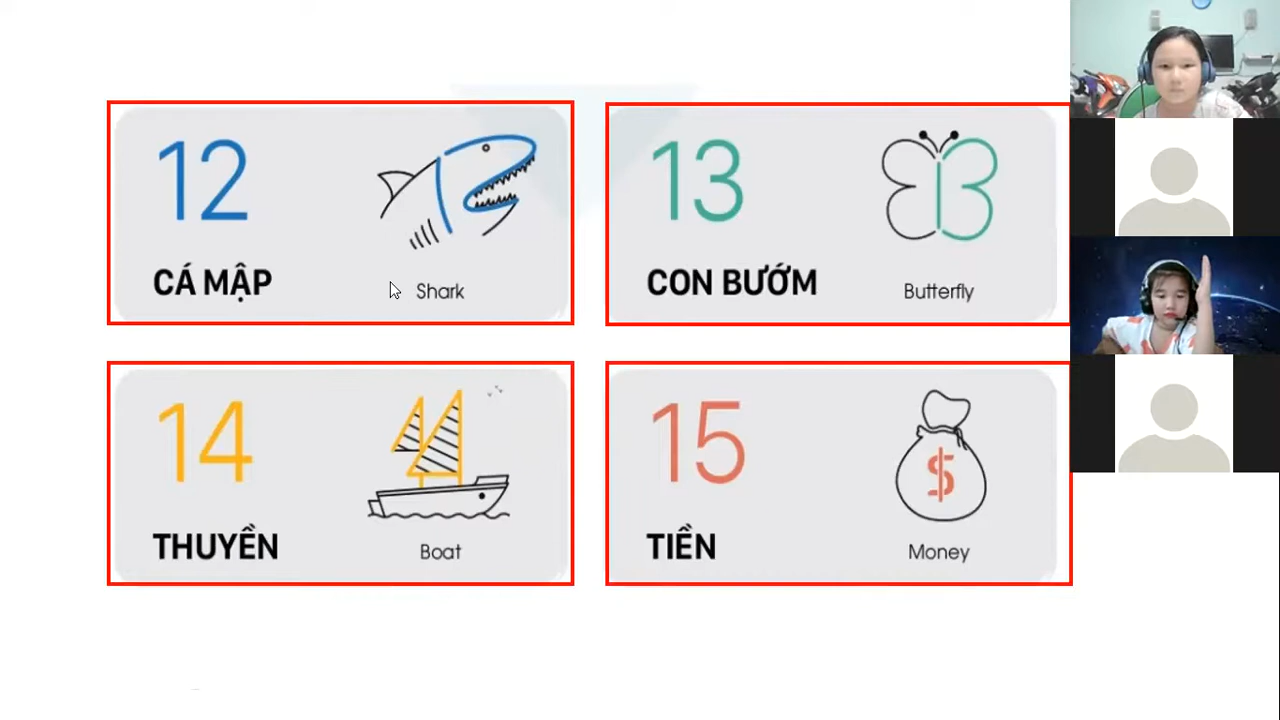 12
CÁ MẬP
Shark
13
CON BƯỚM
Butterfly
14
THUYỀN
Boat
15
$
TIỀN
Money